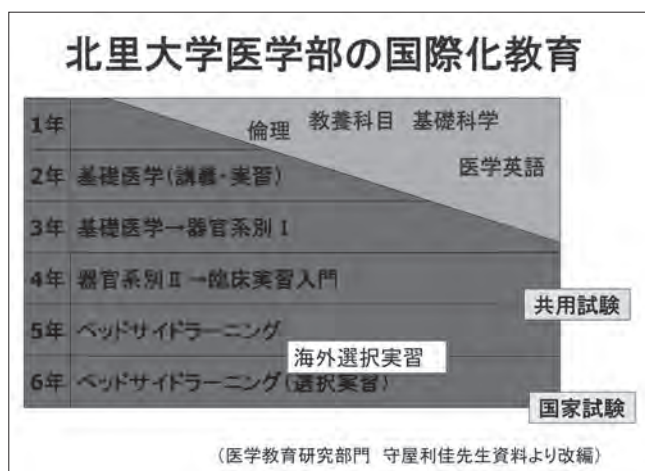 北里大学医学部の国際化教育
1年
倫理 教養科目 基礎科学
医学英語
2年 基礎医学(講義・実習)
3年 基礎医学→器官系別Ⅰ
4年 器官系別Ⅱ→臨床実習入門
共用試験
5年 ベッドサイドラーニング
海外選択実習
6年 ベッドサイドラーニング(選択実習)
国家試験
(医学教育研究部門 守屋利佳先生資料より改編)